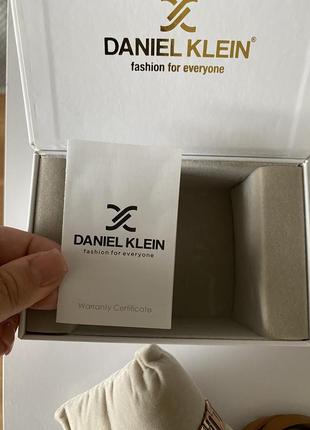 DANIEL KLEIN®
fashion for everyone
DANIEL KLEIN
fashion for everyone
Warranty Certificate